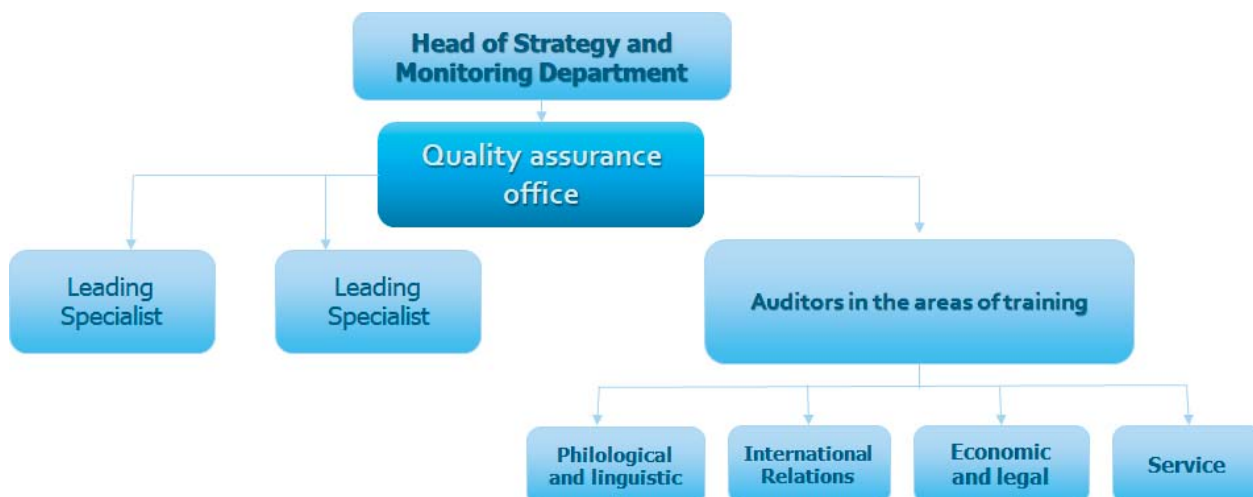 Head of Strategy and
Monitoring Department
Quality assurance
office
Leading
Specialist
Leading
Specialist
Auditors in the areas of training
Philological
and linguistic
International
Relations
Economic
and legal
Service